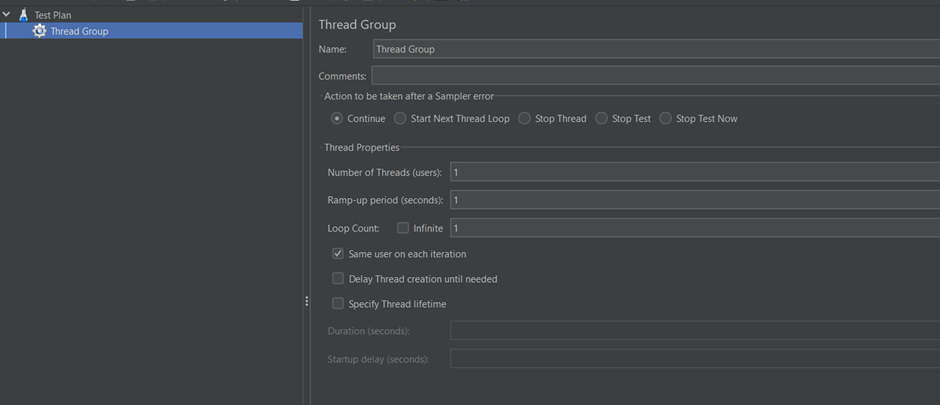 Test Plan
Thread Group
Thread Group
Name: Thread Group
Comments:
Action to be taken after a Sampler error
Continue Start Next Thread Loop Stop Thread Stop Test Stop Test Now
Thread Properties
Number of Threads (users): 1
Ramp-up period (seconds): 1
Loop Count: Infinite 1
Same user on each iteration
Delay Thread creation until needed
Specify Thread lifetime
Duration (seconds):
Startup delay (seconds):